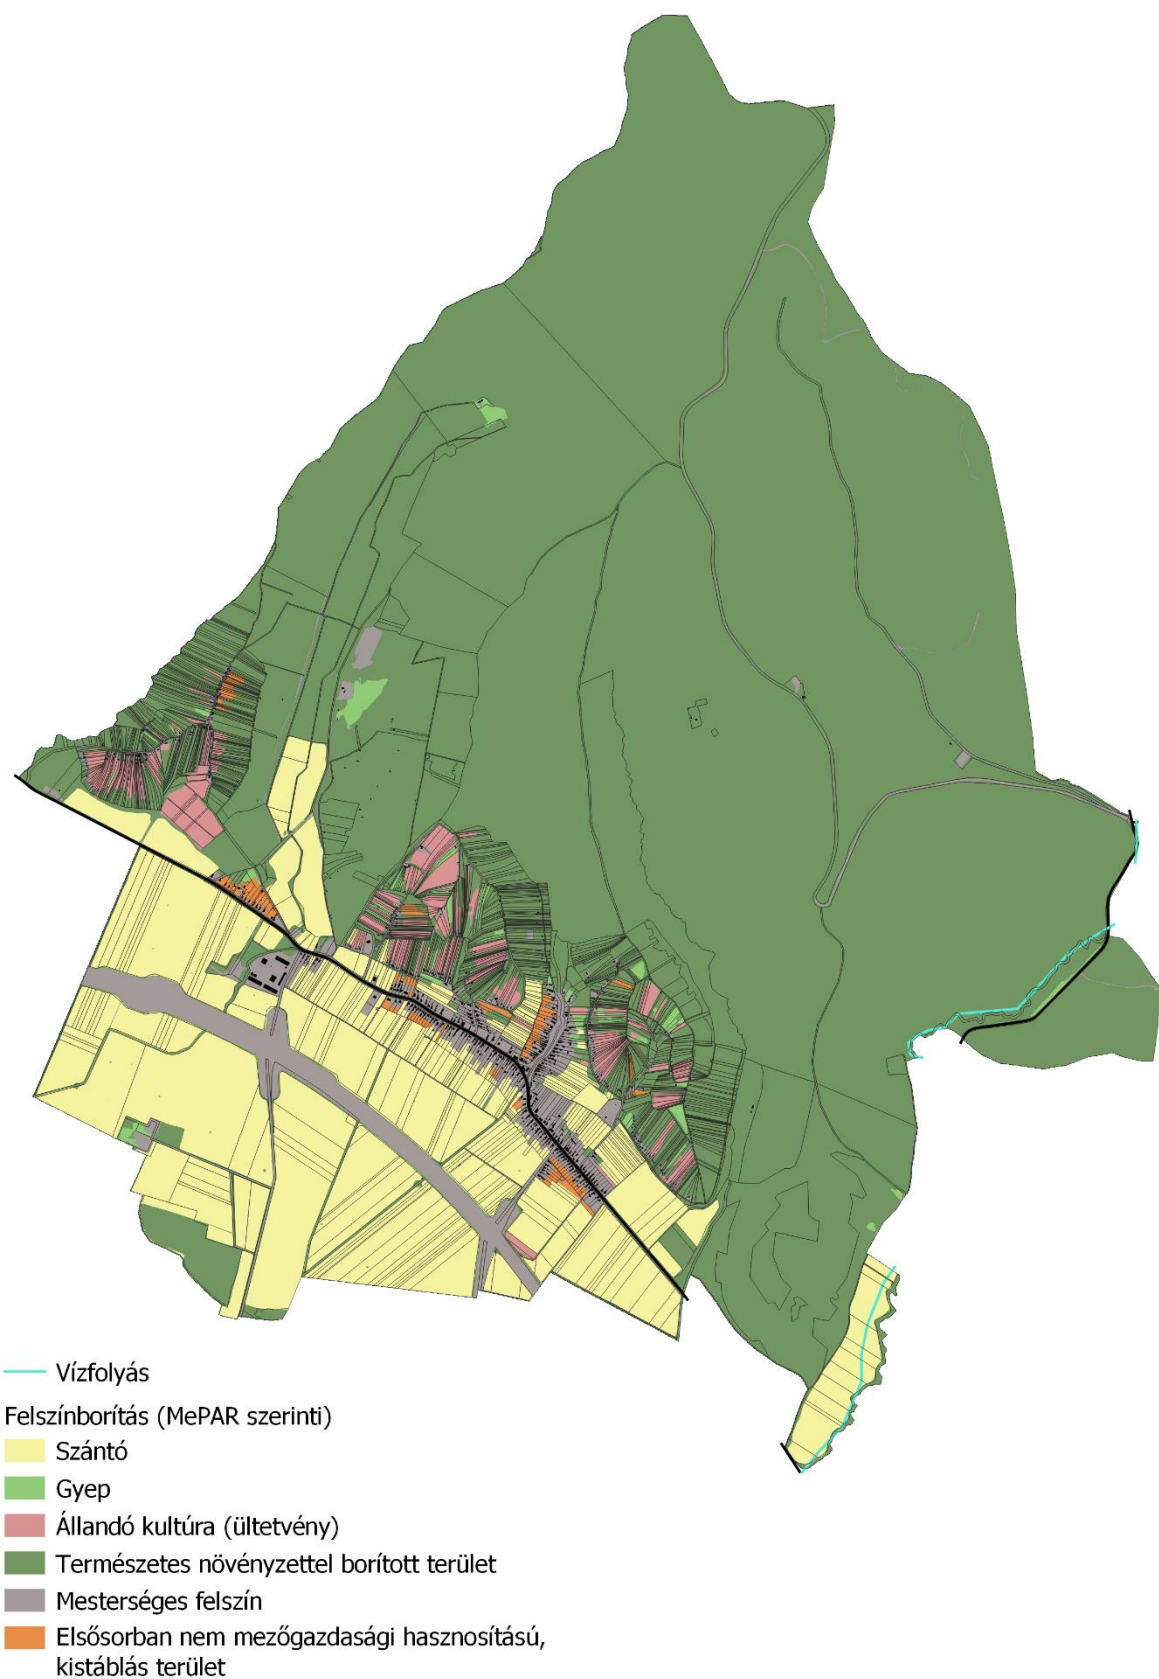 Vízfolyás
Felszínborítás (MePAR szerinti)
Szántó
Gyep
Állandó kultúra (ültetvény)
Természetes növényzettel borított terület
Mesterséges felszín
Elsősorban nem mezőgazdasági hasznosítású,
kistáblás terület